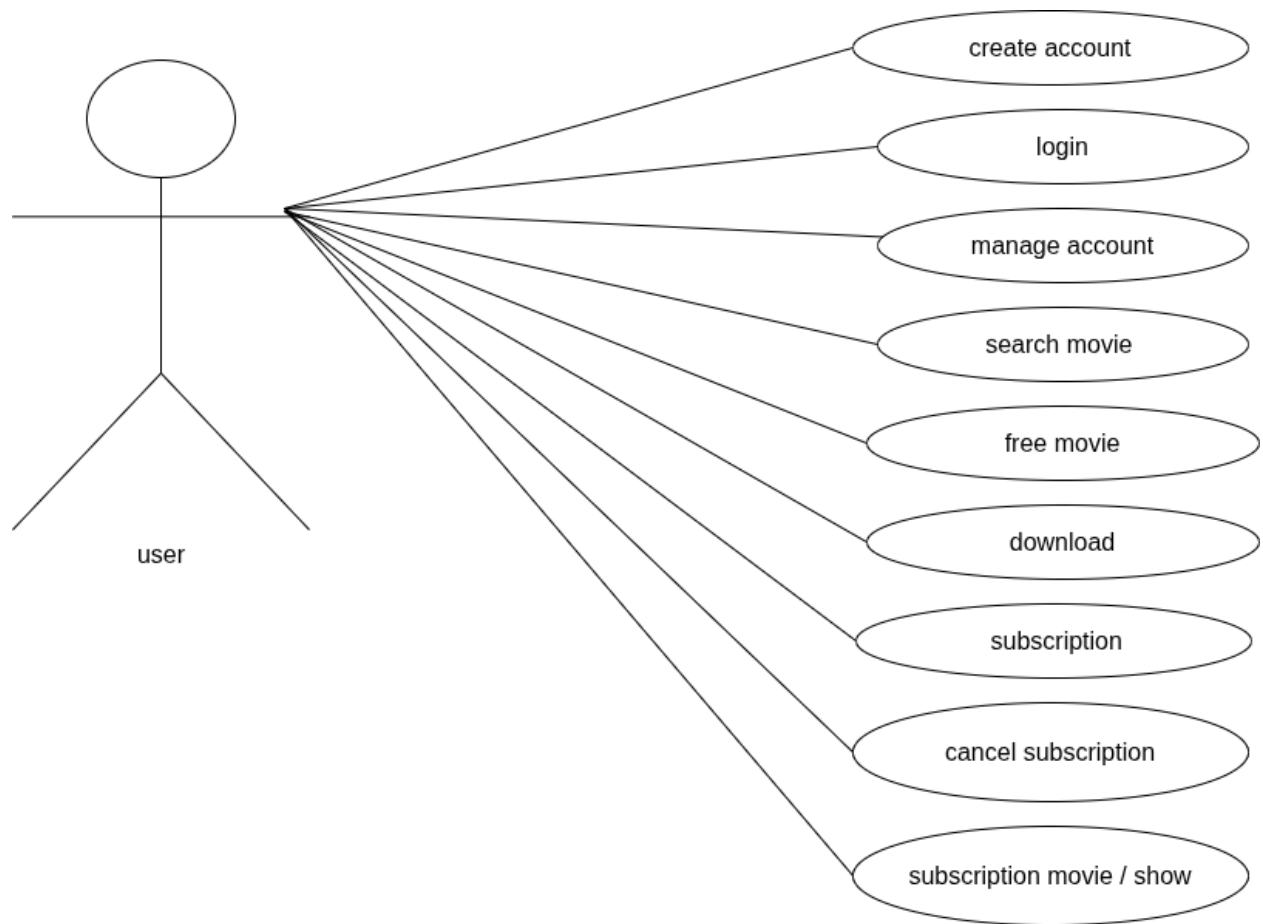 create account
login
manage account
search movie
free movie
download
user
subscription
cancel subscription
subscription movie / show